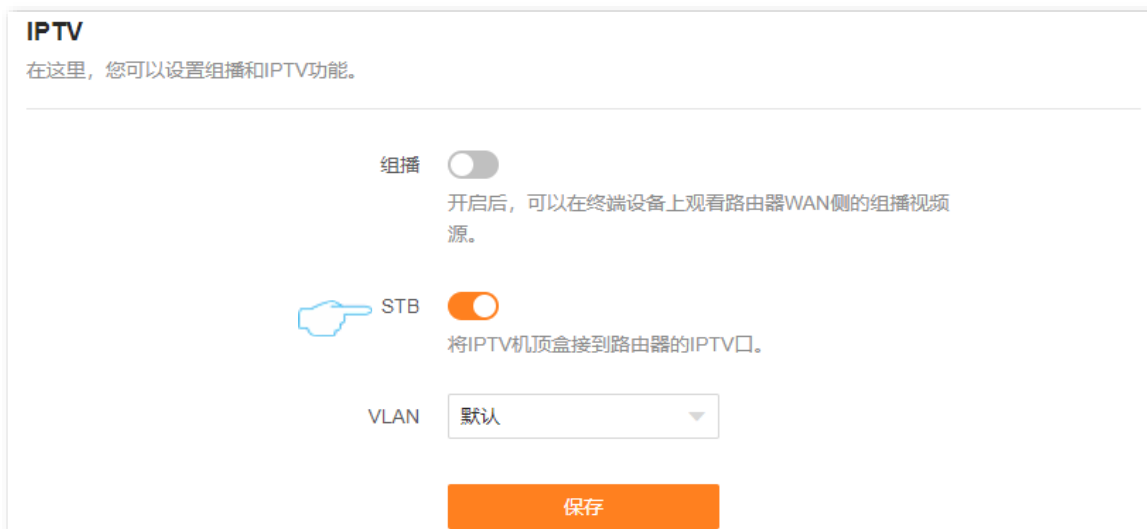 IPTV
在这里，您可以设置组播和IPTV功能。
组播
开启后，可以在终端设备上观看路由器WAN侧的组播视频
源。
STB
将IPTV机顶盒接到路由器的IPTV口。
VLAN 默认
保存